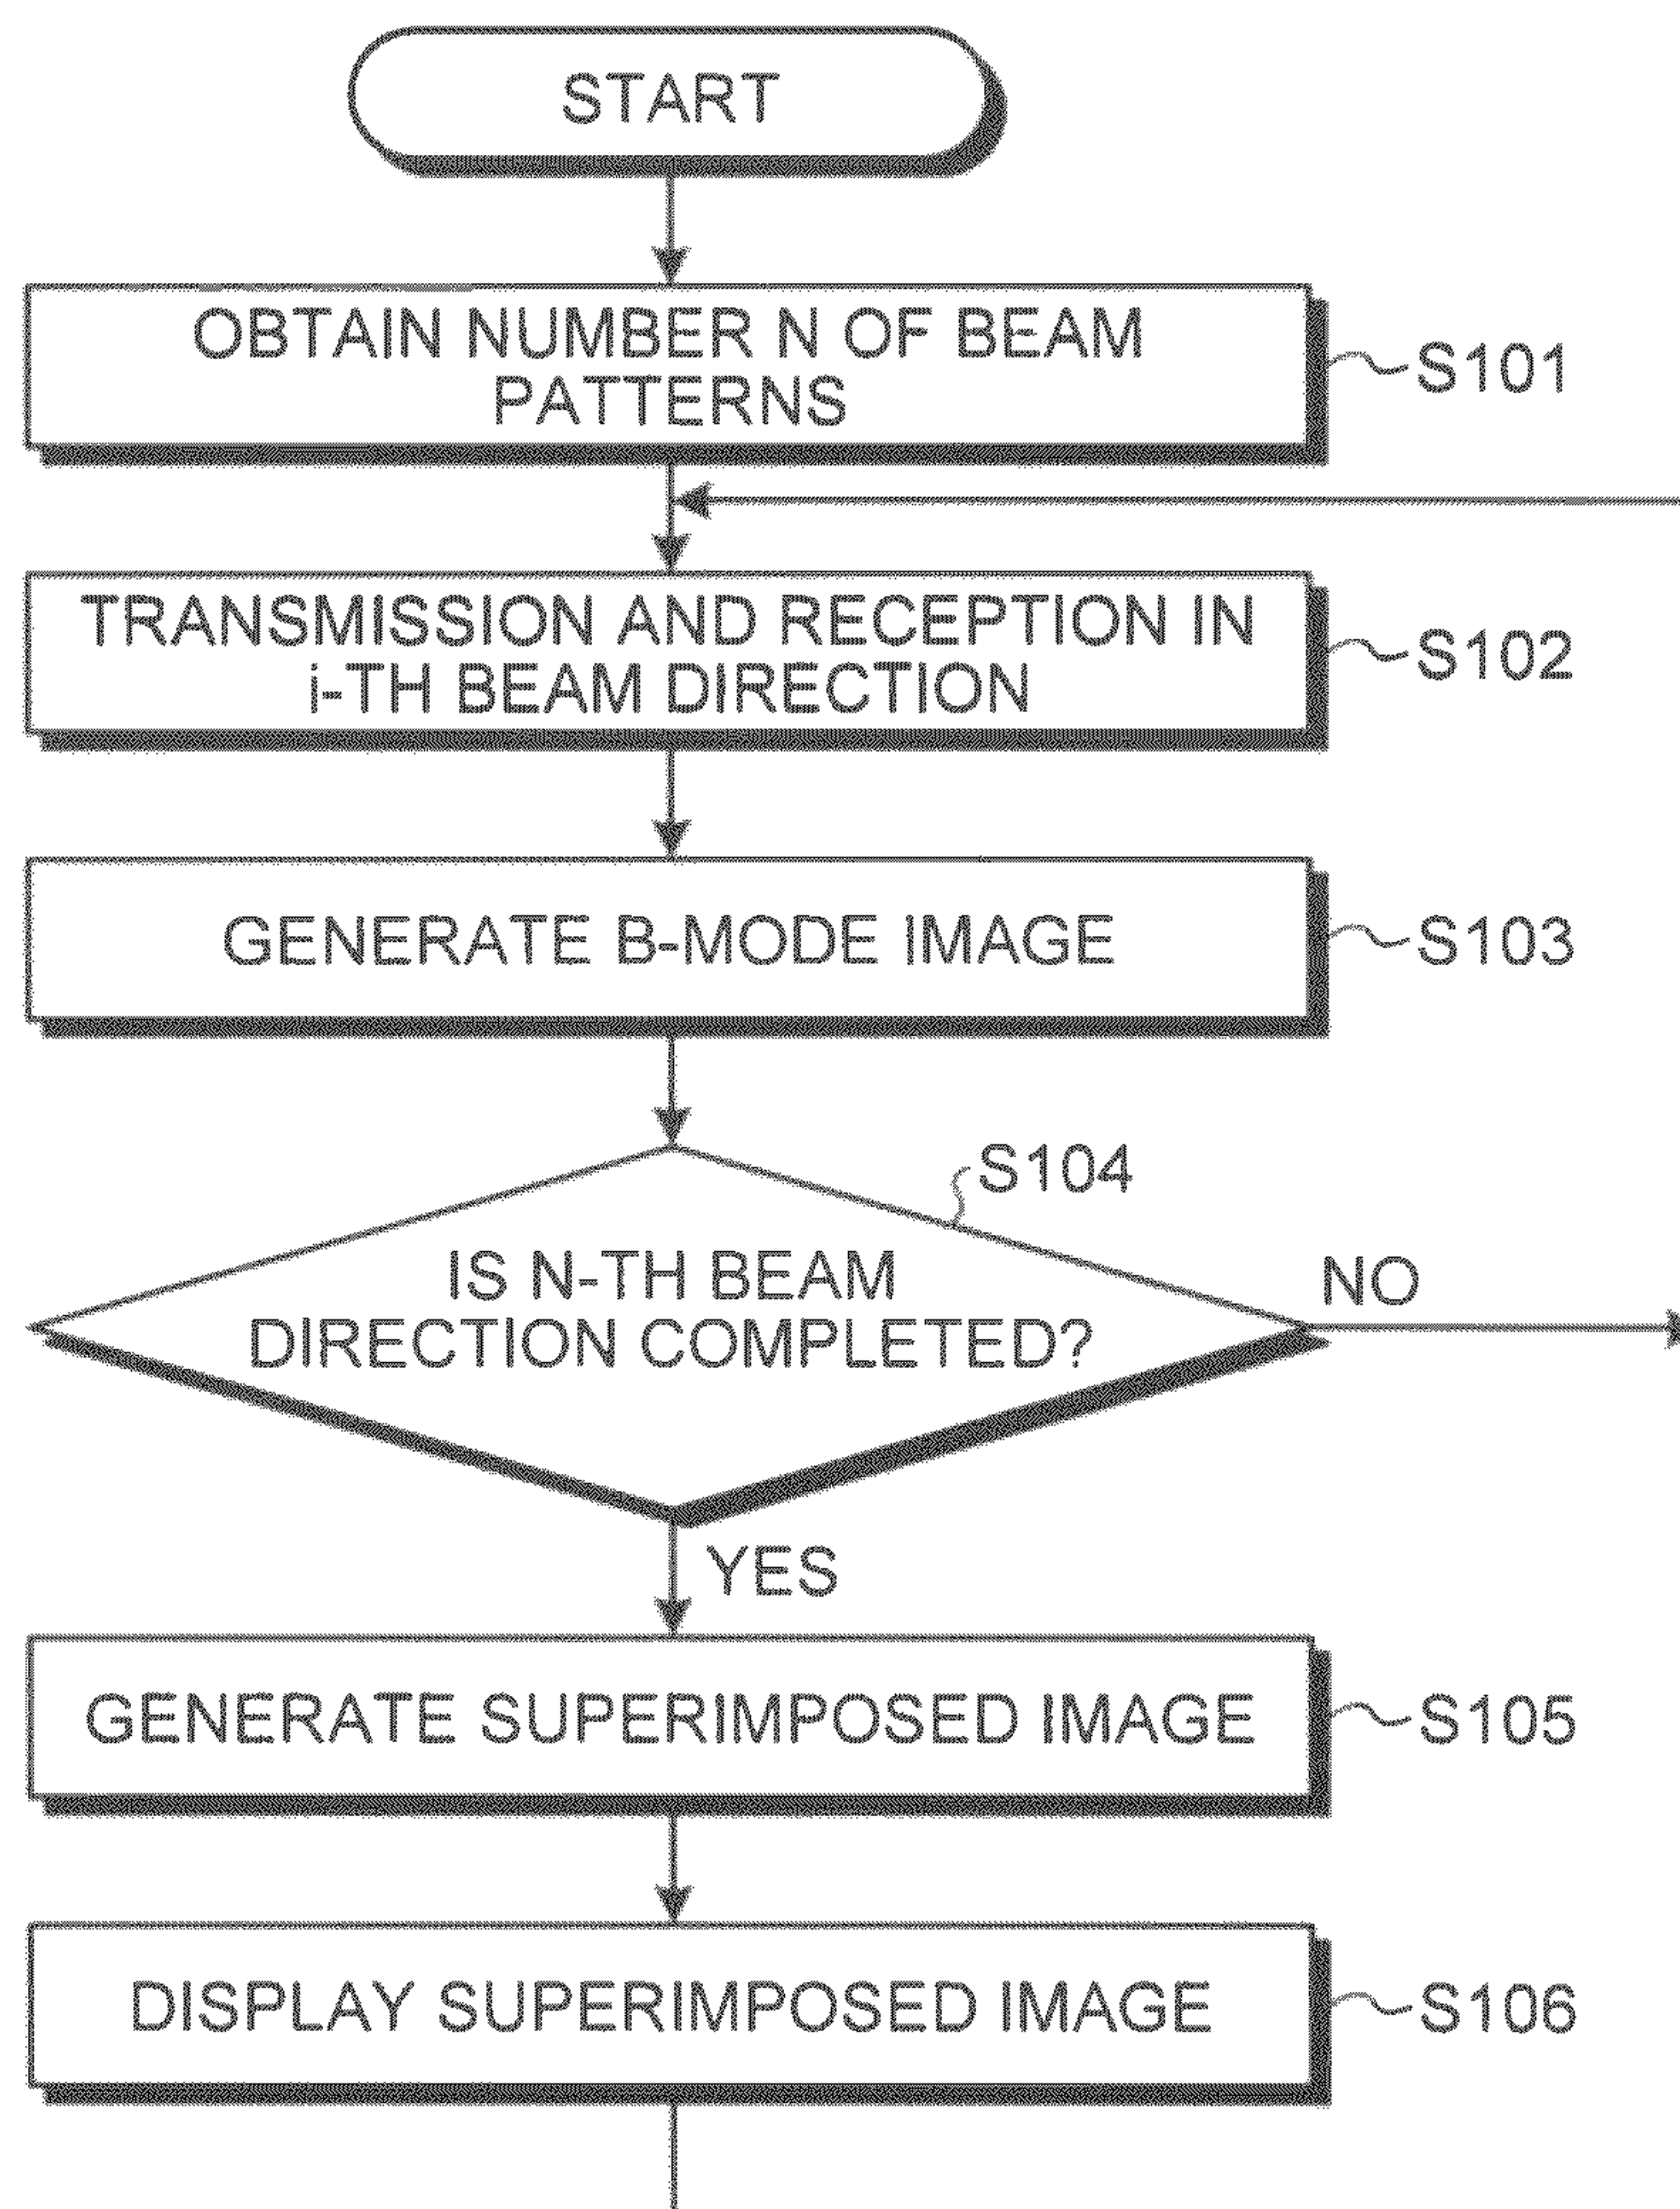 START
OBTAIN NUMBER N OF BEAM
PATTERNS
S101
TRANSMISSION AND RECEPTION IN
i-TH BEAM DIRECTION
S102
GENERATE B-MODE IMAGE
S103
S104
IS N-TH BEAM
DIRECTION COMPLETED?
NO
YES
GENERATE SUPERIMPOSED IMAGE
S105
DISPLAY SUPERIMPOSED IMAGE
S106